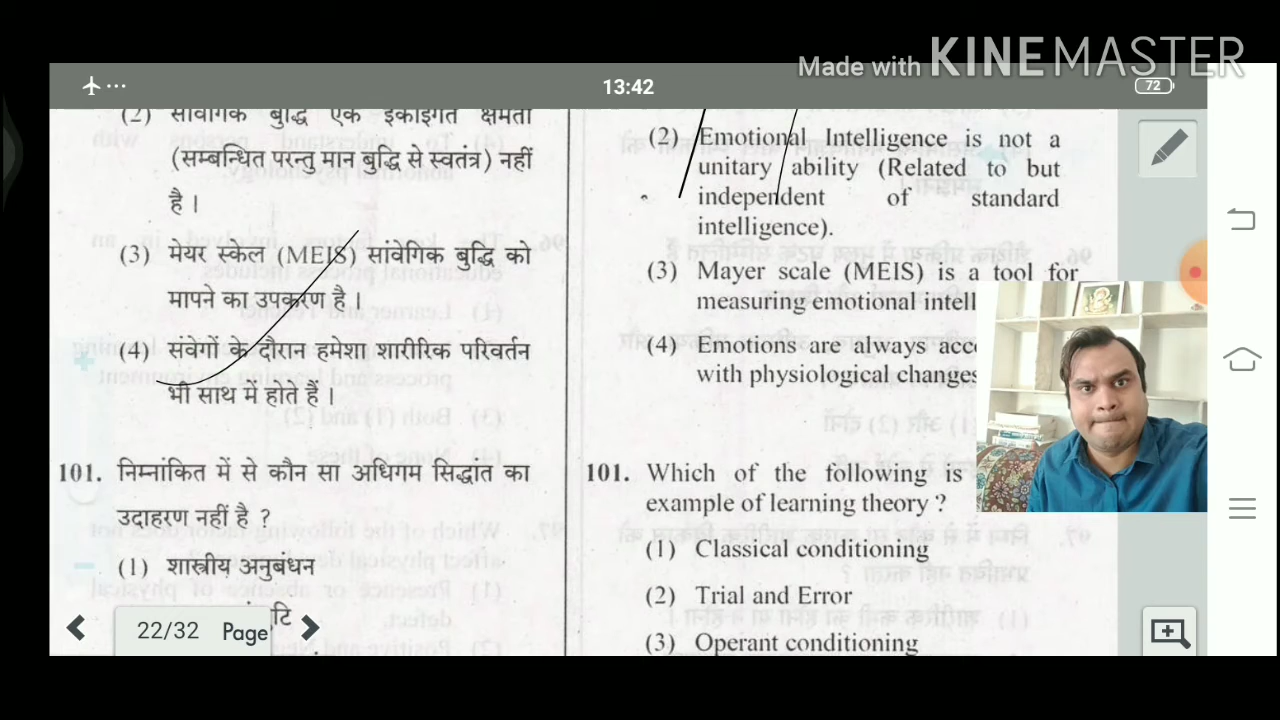 Made with KINEMASTER
13:42
72
(2) सांवेगिक बुद्धि एक इकाईगत क्षमता
(सम्बन्धित परन्तु मान बुद्धि से स्वतंत्र) नहीं
है ।
(3) मेयर स्केल (MEIS) सांवेगिक बुद्धि को
मापने का उपकरण है ।
(4) संवेगों के दौरान हमेशा शारीरिक परिवर्तन
भी साथ में होते हैं ।
101. निम्नांकित में से कौन सा अधिगम सिद्धांत का
उदाहरण नहीं है ?
(1) शास्त्रीय अनुबंधन
(2) Emotional Intelligence is not a
unitary ability (Related to but
independent of standard
intelligence).
(3) Mayer scale (MEIS) is a tool for
measuring emotional intell
(4) Emotions are always acc
with physiological changes
101. Which of the following is
example of learning theory ?
(1) Classical conditioning
(2) Trial and Error
(3) Operant conditioning
22/32 Page